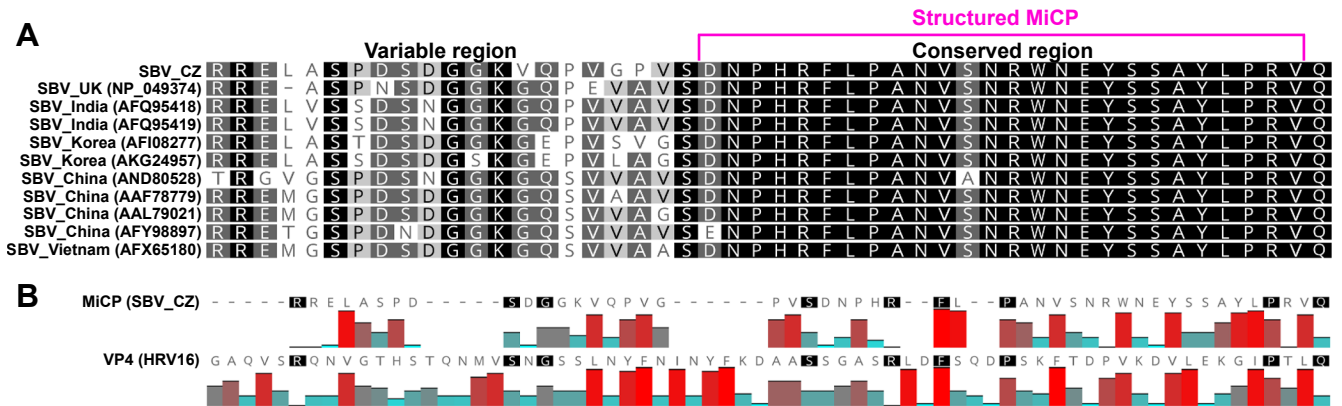 Structured MiCP
A
Variable region Conserved region
SBV_CZ R R E L A S P D S D G G K V Q P V G P V S D N P H R F L P A N V S N R W N E Y S S A Y L P R V Q
SBV_UK (NP_049374) R R E - A S P N S D G G K G Q P E V A V S D N P H R F L P A N V S N R W N E Y S S A Y L P R V Q
SBV_India (AFQ95418) R R E L V S S D S N G G K G Q P V V A V S D N P H R F L P A N V S N R W N E Y S S A Y L P R V Q
SBV_India (AFQ95419) R R E L V S S D S N G G K G Q P V V A V S D N P H R F L P A N V S N R W N E Y S S A Y L P R V Q
SBV_Korea (AFI08277) R R E L A S T D S D G G K G E P V S V G S D N P H R F L P A N V S N R W N E Y S S A Y L P R V Q
SBV_Korea (AKG24957) R R E L A S S D S D G S K G E P V L A G S D N P H R F L P A N V S N R W N E Y S S A Y L P R V Q
SBV_China (AND80528) T R G V G S P D S N G G K G Q S V V A V S D N P H R F L P A N V A N R W N E Y S S A Y L P R V Q
SBV_China (AAF78779) R R E M G S P D S D G G K G Q S V A A V S D N P H R F L P A N V S N R W N E Y S S A Y L P R V Q
SBV_China (AAL79021) R R E M G S P D S D G G K G Q S V V A G S D N P H R F L P A N V S N R W N E Y S S A Y L P R V Q
SBV_China (AFY98897) R R E T G S P D N D G G K G Q S V V A V S E N P H R F L P A N V S N R W N E Y S S A Y L P R V Q
SBV_Vietnam (AFX65180) R R E M G S P D S D G G K G Q S V V A A S D N P H R F L P A N V S N R W N E Y S S A Y L P R V Q
B
MiCP (SBV_CZ) - - - - - R R E L A S P D - - - - - S D G G K V Q P V G - - - - - - P V S D N P H R - - F L - - P A N V S N R W N E Y S S A Y L P R V Q
VP4 (HRV16) G A Q V S R Q N V G T H S T Q N M V S N G S S L N Y F N I N Y F K D A A S S G A S R L D F S Q D P S K F T D P V K D V L E K G I P T L Q